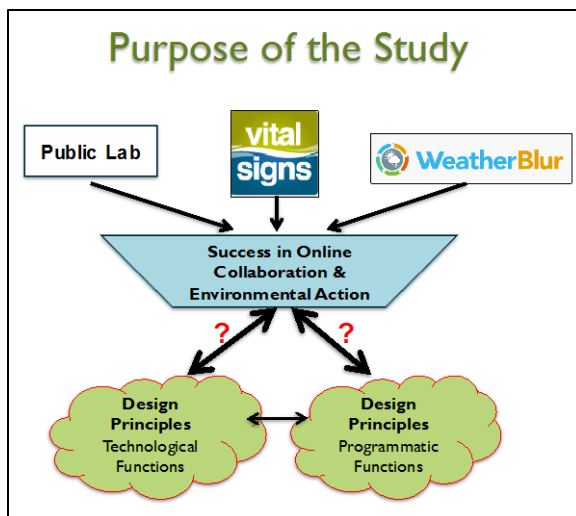 Purpose of the Study
Public Lab
vital
signs
WeatherBlur
Success in Online
Collaboration &
Environmental Action
?
?
Design
Principles
Technological
Functions
Design
Principles
Programmatic
Functions